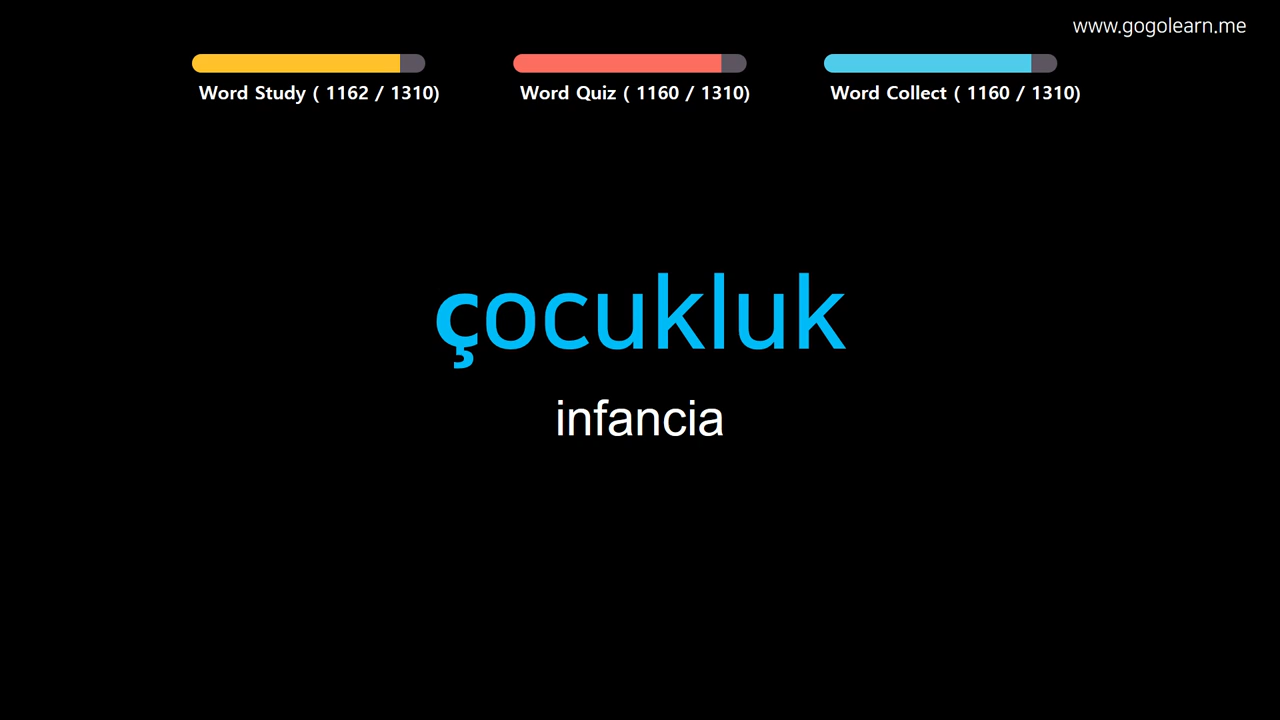 www.gogolearn.me
Word Study ( 1162 / 1310)
Word Quiz ( 1160 / 1310)
Word Collect ( 1160 / 1310)
çocukluk
infancia